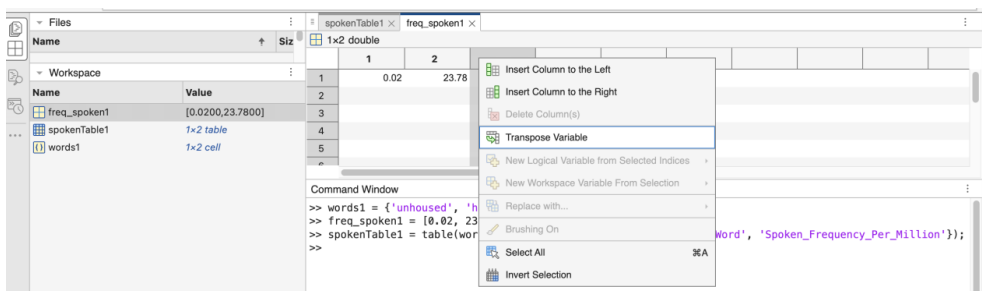 Files
Name ↑ Siz
Workspace
Name Value
freq_spoken1 [0.0200,23.7800]
spokenTable1 1×2 table
words1 1×2 cell
spokenTable1 × freq_spoken1 ×
1×2 double
1 2
1 0.02 23.78
2
3
4
5
6
Insert Column to the Left
Insert Column to the Right
Delete Column(s)
Transpose Variable
New Logical Variable from Selected Indices
New Workspace Variable From Selection
Replace with...
Brushing On
Select All ⌘A
Invert Selection
Command Window
>> words1 = {'unhoused', 'h
>> freq_spoken1 = [0.02, 23
>> spokenTable1 = table(wor Word', 'Spoken_Frequency_Per_Million'});
>>